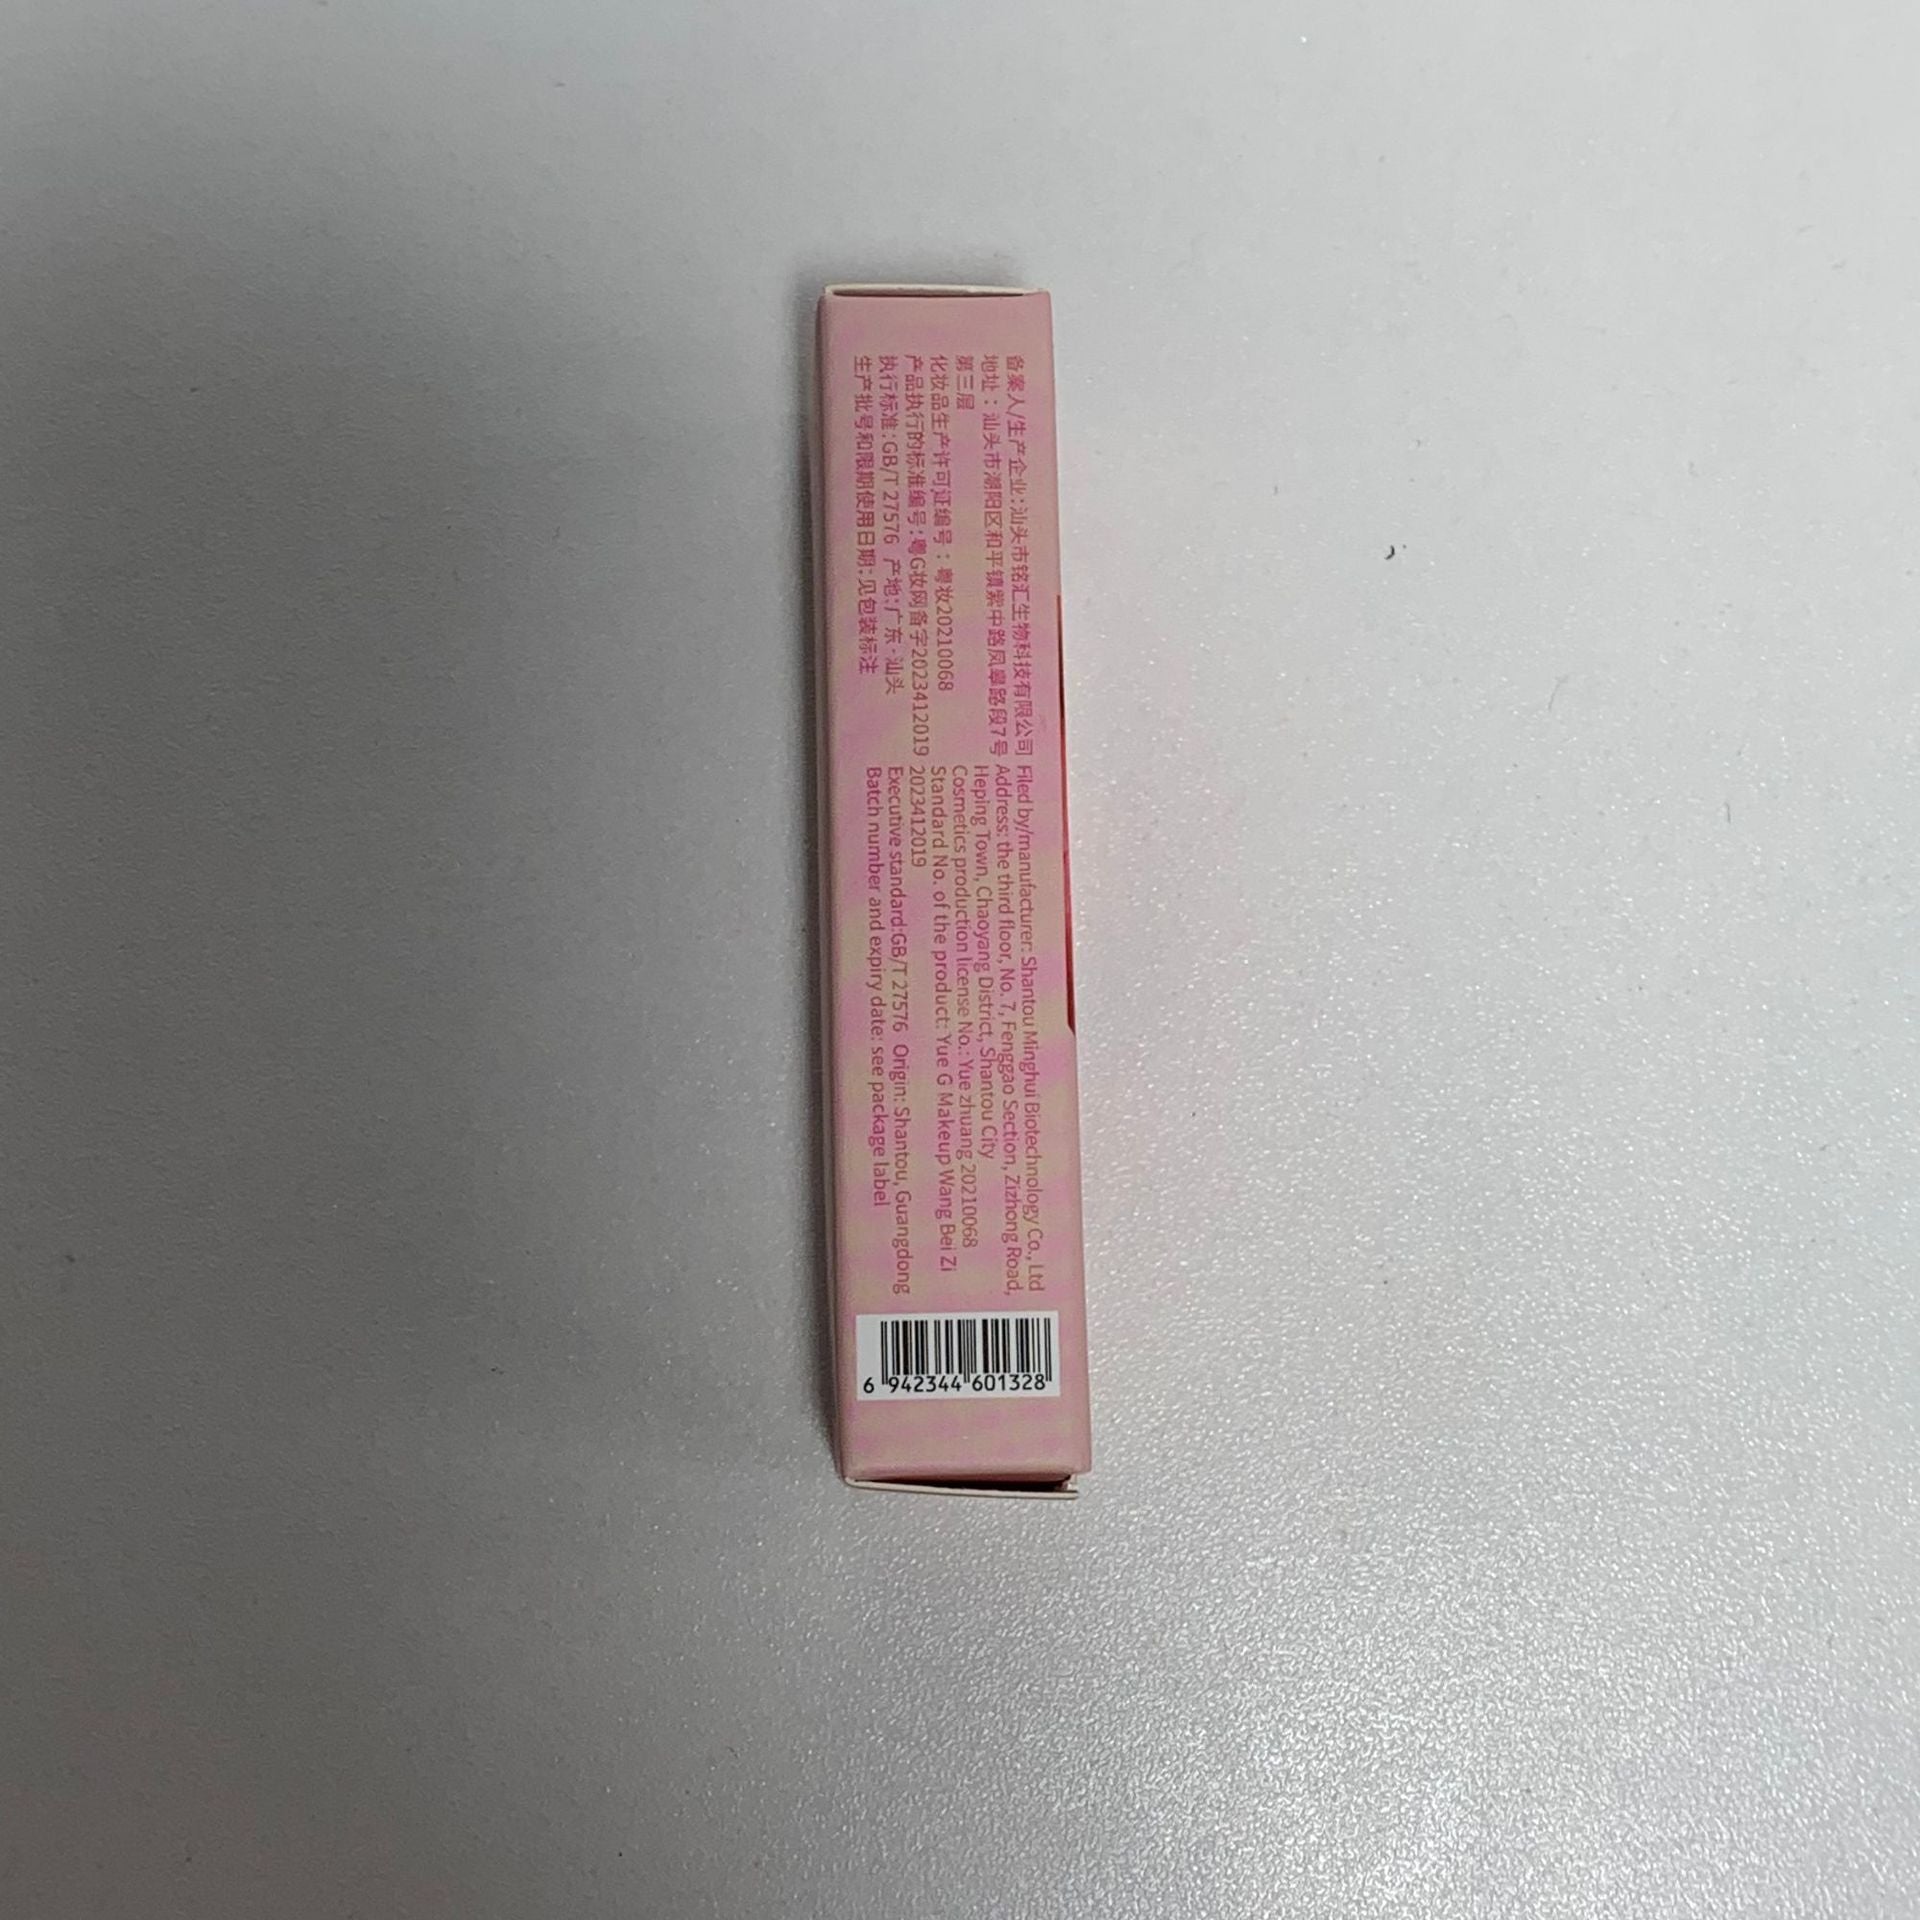 备案人/生产企业:汕头市铭汇生物科技有限公司
地址：汕头市潮阳区和平镇紫中路凤皋路段7号
第三层
化妆品生产许可证编号：粤妆20210068
产品执行的标准编号:粤G妆网备字2023412019
执行标准:GB/T 27576 产地:广东·汕头
生产批号和限期使用日期:见包装标注
Filed by/manufacturer: Shantou Minghui Biotechnology Co., Ltd
Address: the third floor, No. 7, Fenggao Section, Zizhong Road,
Heping Town, Chaoyang District, Shantou City
Cosmetics production license No.: Yue zhuang 20210068
Standard No. of the product: Yue G Makeup Wang Bei Zi
2023412019
Executive standard:GB/T 27576 Origin: Shantou, Guangdong
Batch number and expiry date: see package label
6 942344 601328